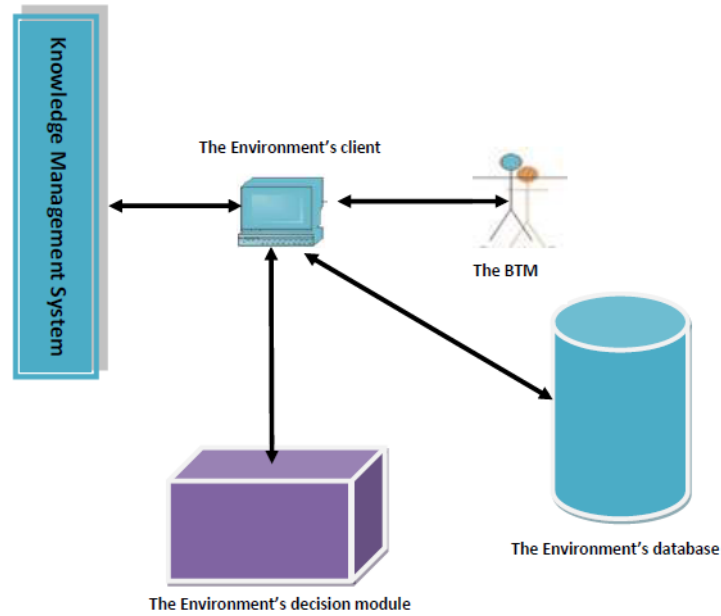 Knowledge Management System
The Environment's client
The BTM
The Environment's database
The Environment's decision module